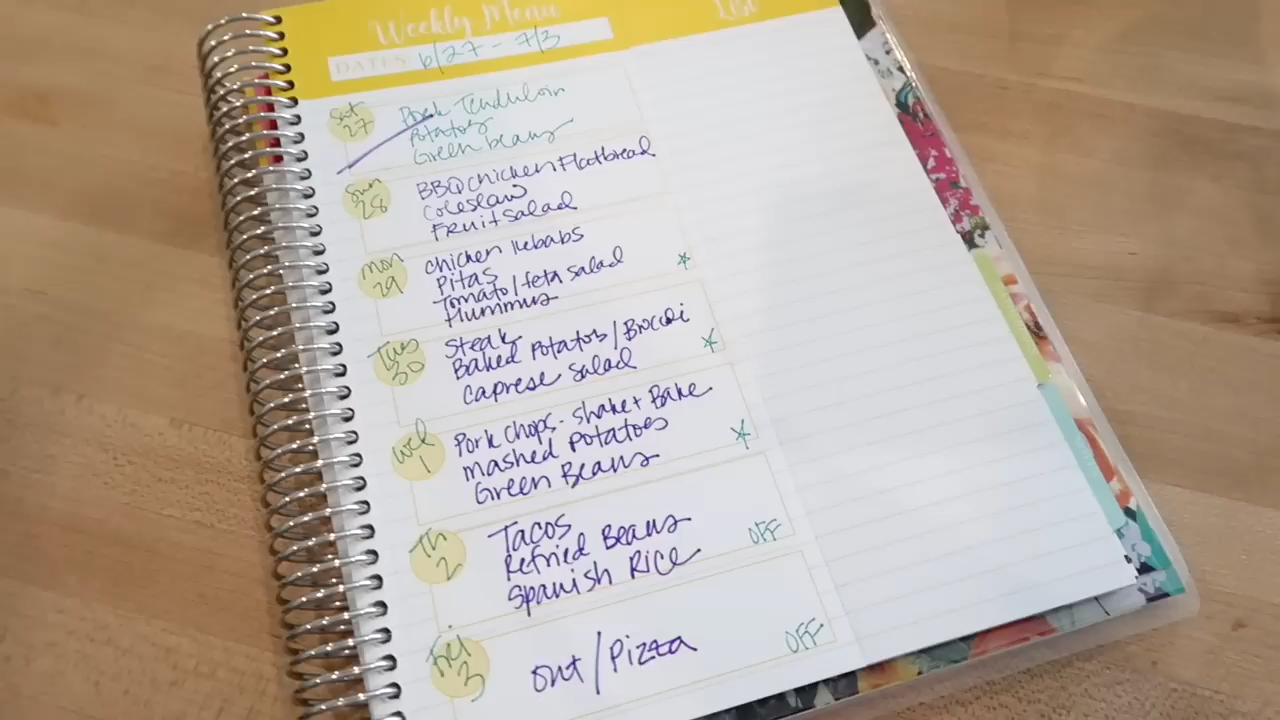 Weekly Menu
List
DATES 6/27 - 7/3
Sat 27
Pork Tenduloin
Potatos
Green beans
Sun 28
BBQ chicken Flatbread
Coleslaw
Fruit Salad
Mon 29
chicken kebabs
Pitas
Tomato/feta salad
Hummus
Tues 30
Steak
Baked Potatos/Broccoli
Caprese Salad
Wed 1
Pork Chops - Shake + Bake
mashed potatoes
Green Beans
Th 2
Tacos
Refried Beans
Spanish Rice
OFF
Fri 3
out/Pizza
OFF